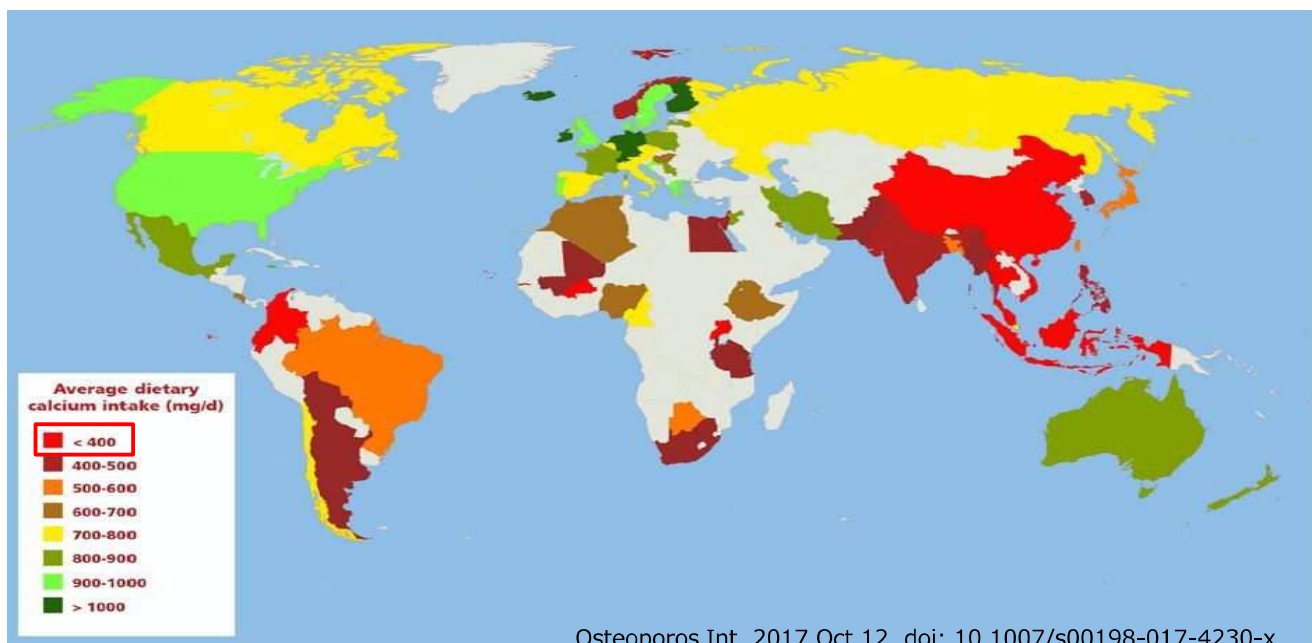 Average dietary
calcium intake (mg/d)
< 400
400-500
500-600
600-700
700-800
800-900
900-1000
> 1000
Osteoporos Int. 2017 Oct 12. doi: 10.1007/s00198-017-4230-x